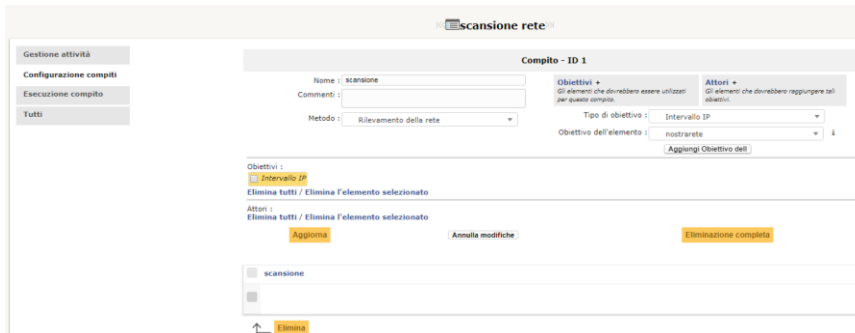 scansione rete
Gestione attività
Configurazione compiti
Esecuzione compito
Tutti
Compito - ID 1
Nome : scansione
Commenti :
Metodo : Rilevamento della rete
Obiettivi +
Gli elementi che dovrebbero essere utilizzati
per questo compito.
Attori +
Gli elementi che dovrebbero raggiungere tali
obiettivi.
Tipo di obiettivo : Intervallo IP
Obiettivo dell'elemento : nostrarete i
Aggiungi Obiettivo dell
Obiettivi :
Intervallo IP
Elimina tutti / Elimina l'elemento selezionato
Attori :
Elimina tutti / Elimina l'elemento selezionato
Aggiorna Annulla modifiche Eliminazione completa
scansione
Elimina